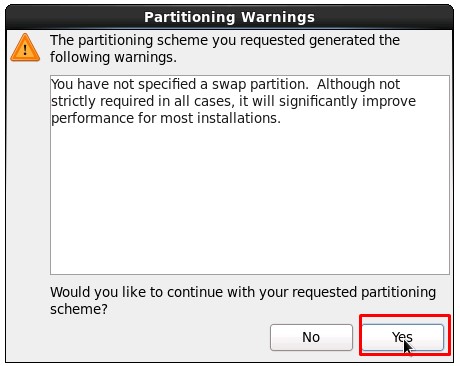 Partitioning Warnings
The partitioning scheme you requested generated the
following warnings.
You have not specified a swap partition.  Although not
strictly required in all cases, it will significantly improve
performance for most installations.
Would you like to continue with your requested partitioning
scheme?
No
Yes